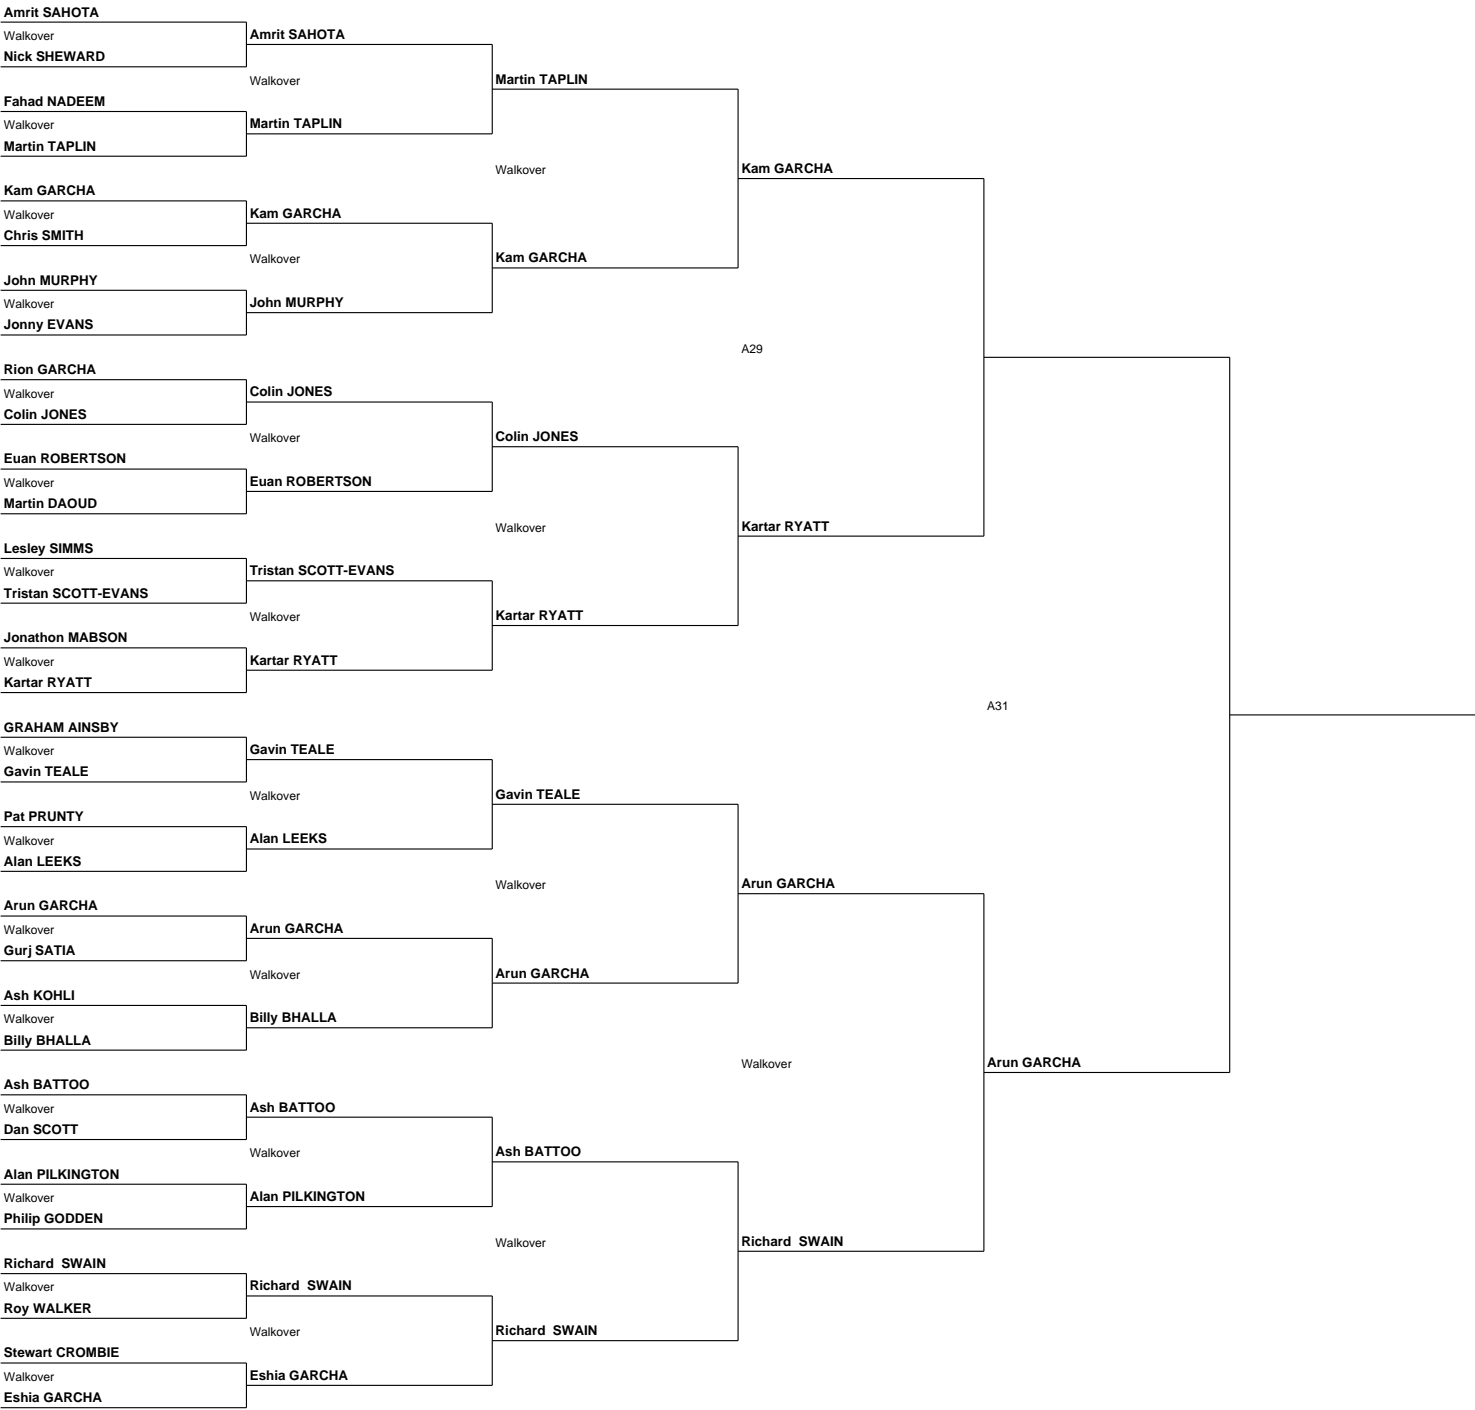 Amrit SAHOTA
Walkover
Amrit SAHOTA
Nick SHEWARD
Walkover
Martin TAPLIN
Fahad NADEEM
Walkover
Martin TAPLIN
Martin TAPLIN
Walkover
Kam GARCHA
Kam GARCHA
Walkover
Kam GARCHA
Chris SMITH
Walkover
Kam GARCHA
John MURPHY
Walkover
John MURPHY
Jonny EVANS
A29
Rion GARCHA
Walkover
Colin JONES
Colin JONES
Walkover
Colin JONES
Euan ROBERTSON
Walkover
Euan ROBERTSON
Martin DAOUD
Walkover
Kartar RYATT
Lesley SIMMS
Walkover
Tristan SCOTT-EVANS
Tristan SCOTT-EVANS
Walkover
Kartar RYATT
Jonathon MABSON
Walkover
Kartar RYATT
Kartar RYATT
A31
GRAHAM AINSBY
Walkover
Gavin TEALE
Gavin TEALE
Walkover
Gavin TEALE
Pat PRUNTY
Walkover
Alan LEEKS
Alan LEEKS
Walkover
Arun GARCHA
Arun GARCHA
Walkover
Arun GARCHA
Gurj SATIA
Walkover
Arun GARCHA
Ash KOHLI
Walkover
Billy BHALLA
Billy BHALLA
Walkover
Arun GARCHA
Ash BATTOO
Walkover
Ash BATTOO
Dan SCOTT
Walkover
Ash BATTOO
Alan PILKINGTON
Walkover
Alan PILKINGTON
Philip GODDEN
Walkover
Richard  SWAIN
Richard  SWAIN
Walkover
Richard  SWAIN
Roy WALKER
Walkover
Richard  SWAIN
Stewart CROMBIE
Walkover
Eshia GARCHA
Eshia GARCHA